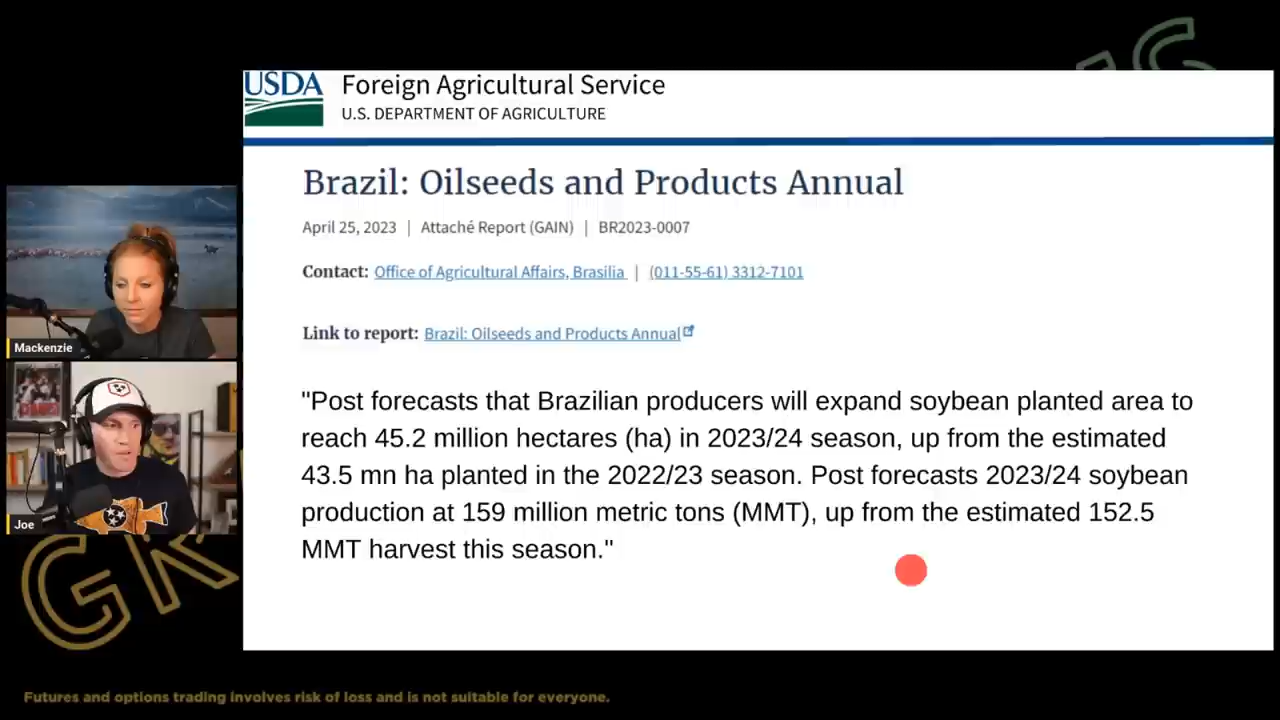 USDA
Foreign Agricultural Service
U.S. DEPARTMENT OF AGRICULTURE
Brazil: Oilseeds and Products Annual
April 25, 2023 | Attaché Report (GAIN) | BR2023-0007
Contact: Office of Agricultural Affairs, Brasilia | (011-55-61) 3312-7101
Link to report: Brazil: Oilseeds and Products Annual
"Post forecasts that Brazilian producers will expand soybean planted area to
reach 45.2 million hectares (ha) in 2023/24 season, up from the estimated
43.5 mn ha planted in the 2022/23 season. Post forecasts 2023/24 soybean
production at 159 million metric tons (MMT), up from the estimated 152.5
MMT harvest this season."
Mackenzie
Joe
Futures and options trading involves risk of loss and is not suitable for everyone.